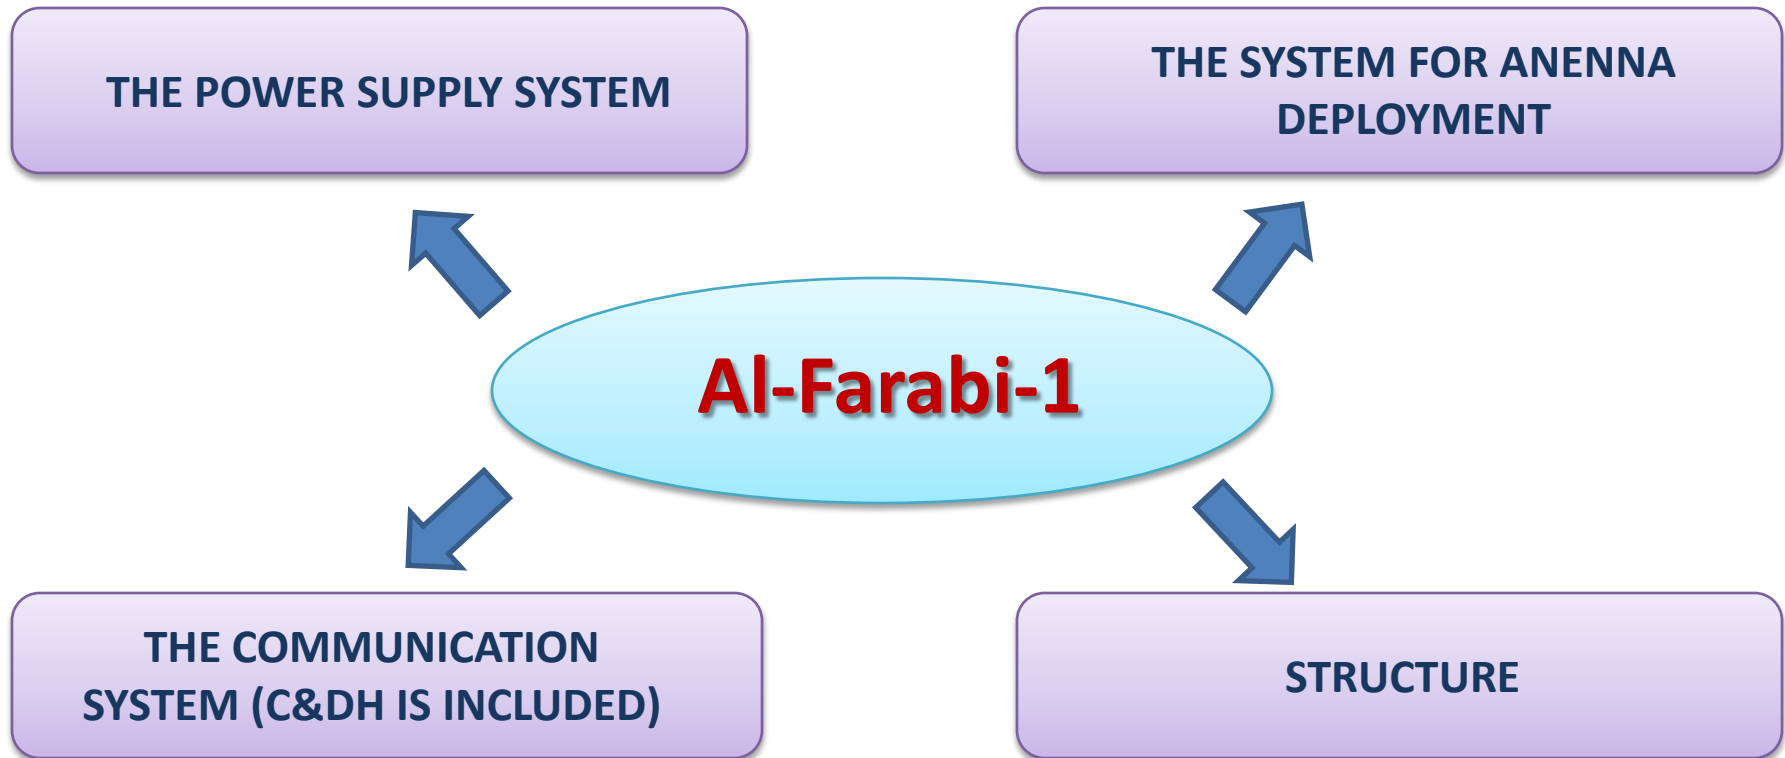 THE POWER SUPPLY SYSTEM
THE SYSTEM FOR ANENNA
DEPLOYMENT
Al-Farabi-1
THE COMMUNICATION
SYSTEM (C&DH IS INCLUDED)
STRUCTURE